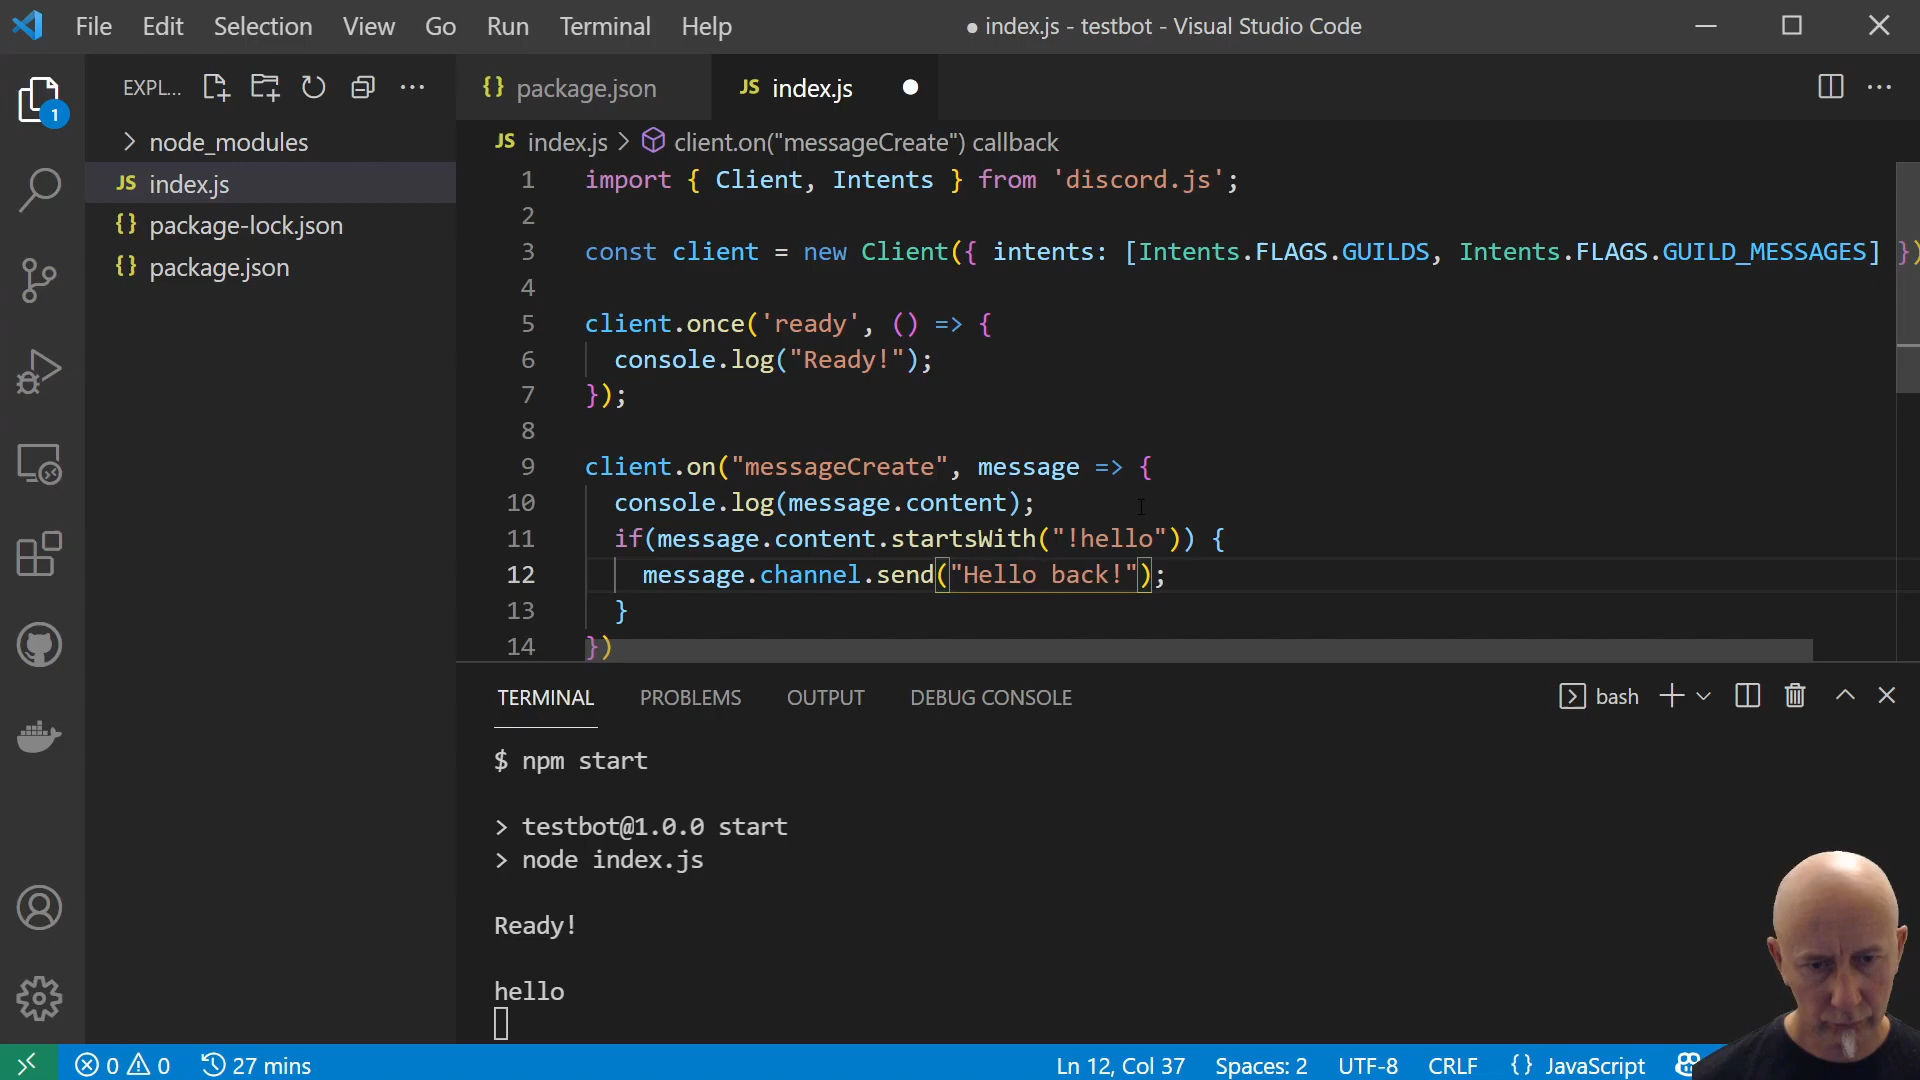 File Edit Selection View Go Run Terminal Help
● index.js - testbot - Visual Studio Code
1
EXPL...
node_modules
JS index.js
{} package-lock.json
{} package.json
{} package.json
JS index.js
JS index.js > client.on("messageCreate") callback
1 import { Client, Intents } from 'discord.js';
2
3 const client = new Client({ intents: [Intents.FLAGS.GUILDS, Intents.FLAGS.GUILD_MESSAGES] })
4
5 client.once('ready', () => {
6 console.log("Ready!");
7 });
8
9 client.on("messageCreate", message => {
10 console.log(message.content);
11 if(message.content.startsWith("!hello")) {
12 message.channel.send("Hello back!");
13 }
14 })
TERMINAL PROBLEMS OUTPUT DEBUG CONSOLE
bash
$ npm start
> testbot@1.0.0 start
> node index.js
Ready!
hello
0 0 27 mins
Ln 12, Col 37 Spaces: 2 UTF-8 CRLF {} JavaScript